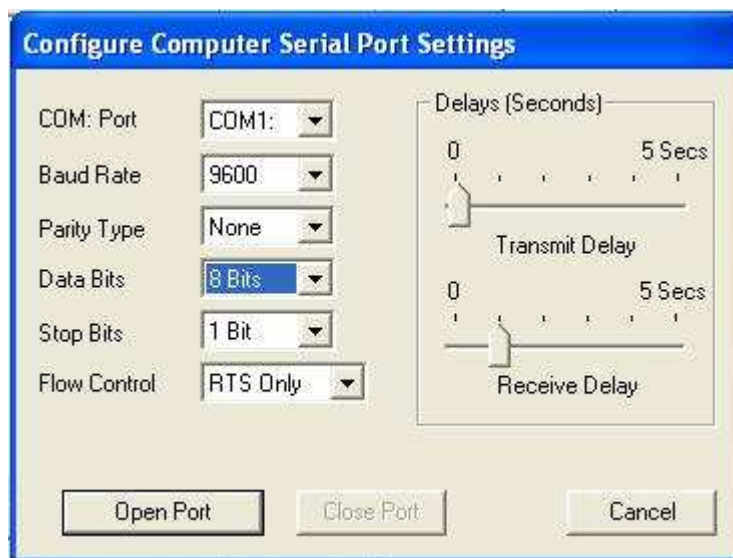 Configure Computer Serial Port Settings
COM: Port COM1:
Baud Rate 9600
Parity Type None
Data Bits 8 Bits
Stop Bits 1 Bit
Flow Control RTS Only
Delays (Seconds)
0 5 Secs
Transmit Delay
0 5 Secs
Receive Delay
Open Port Close Port Cancel